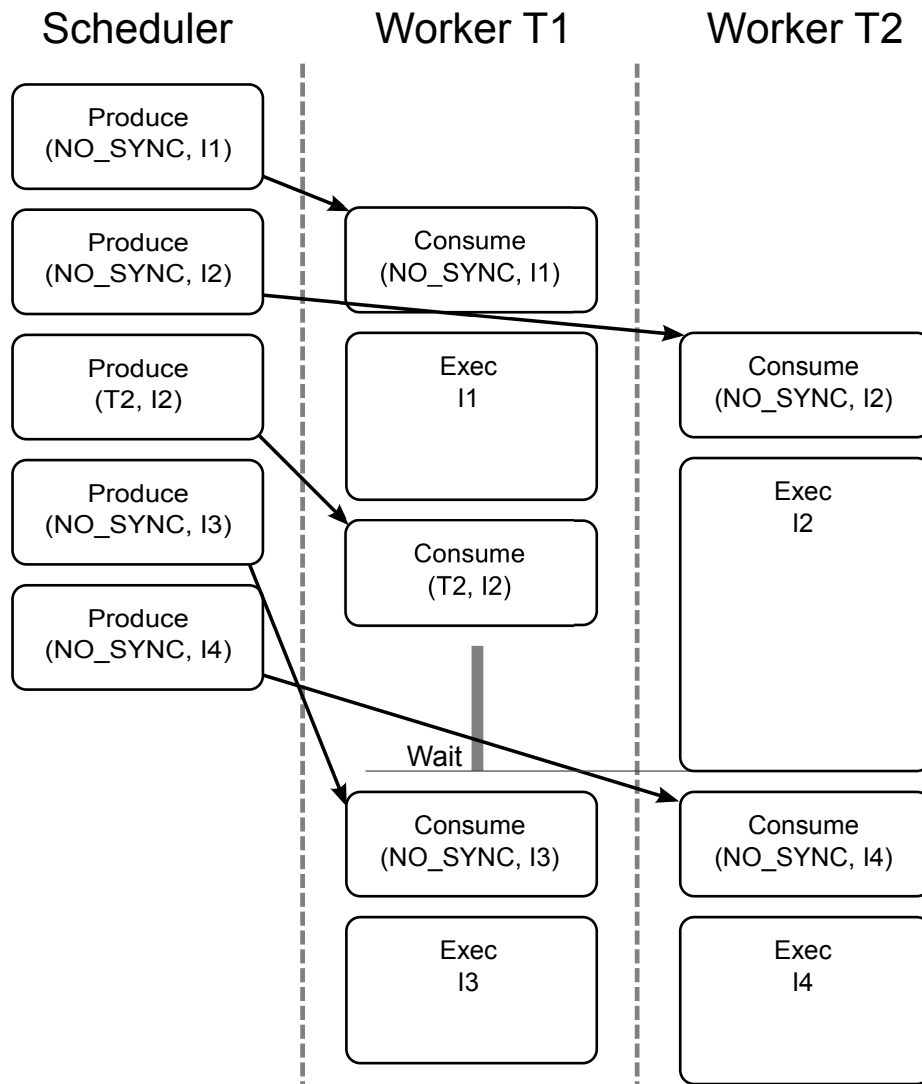 Scheduler
Worker T1
Worker T2
Produce
(NO_SYNC, I1)
Produce
(NO_SYNC, I2)
Produce
(T2, I2)
Produce
(NO_SYNC, I3)
Produce
(NO_SYNC, I4)
Consume
(NO_SYNC, I1)
Exec
I1
Consume
(T2, I2)
Wait
Consume
(NO_SYNC, I3)
Exec
I3
Consume
(NO_SYNC, I2)
Exec
I2
Consume
(NO_SYNC, I4)
Exec
I4